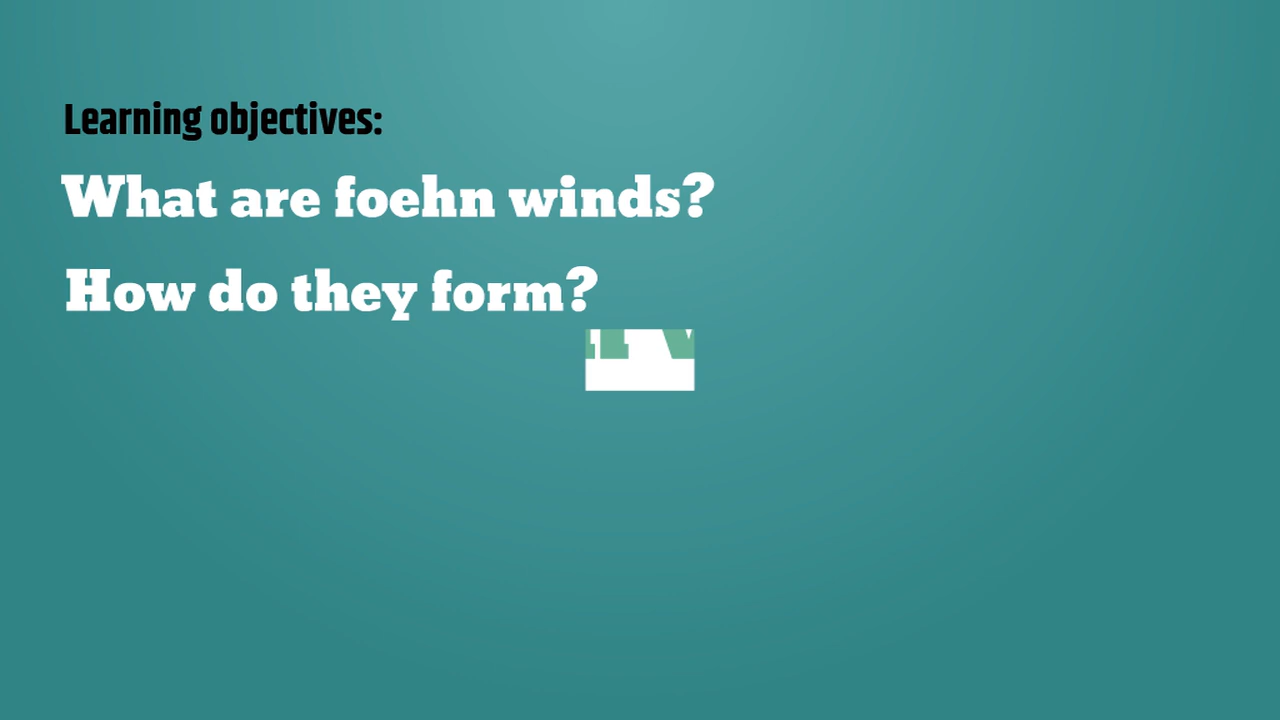 Learning objectives:
What are foehn winds?
How do they form?